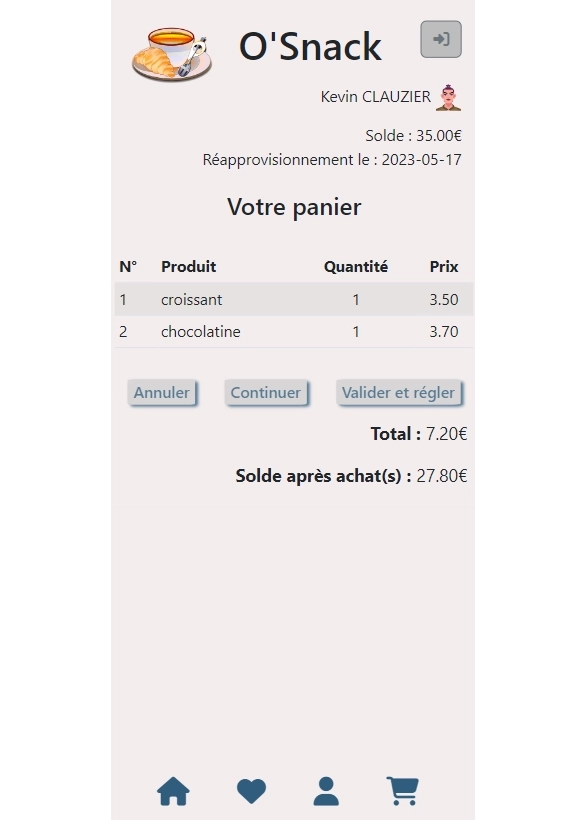 O'Snack
Kevin CLAUZIER
Solde : 35.00€
Réapprovisionnement le : 2023-05-17
Votre panier
N° Produit Quantité Prix
1 croissant 1 3.50
2 chocolatine 1 3.70
Annuler Continuer Valider et régler
Total : 7.20€
Solde après achat(s) : 27.80€